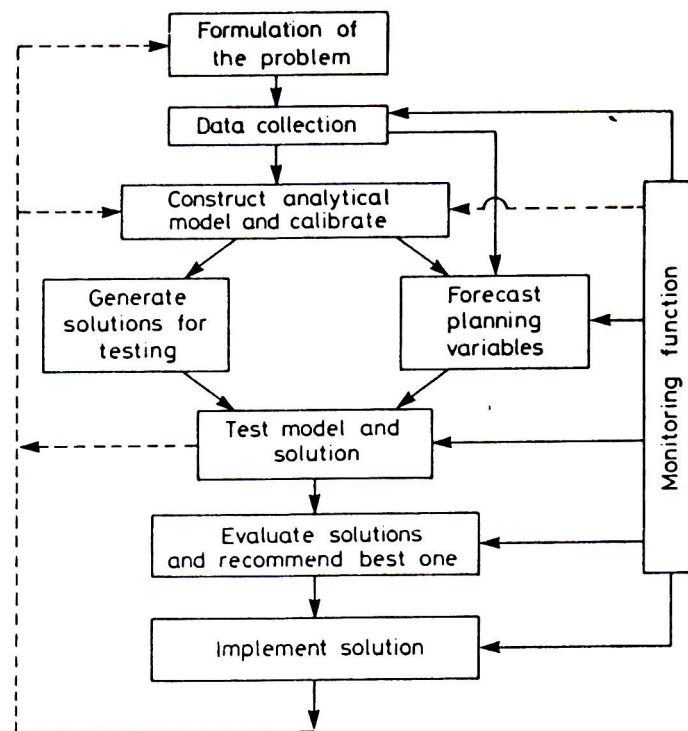 Formulation of
the problem
Data collection
Construct analytical
model and calibrate
Generate
solutions for
testing
Forecast
planning
variables
Test model and
solution
Evaluate solutions
and recommend best one
Implement solution
Monitoring function